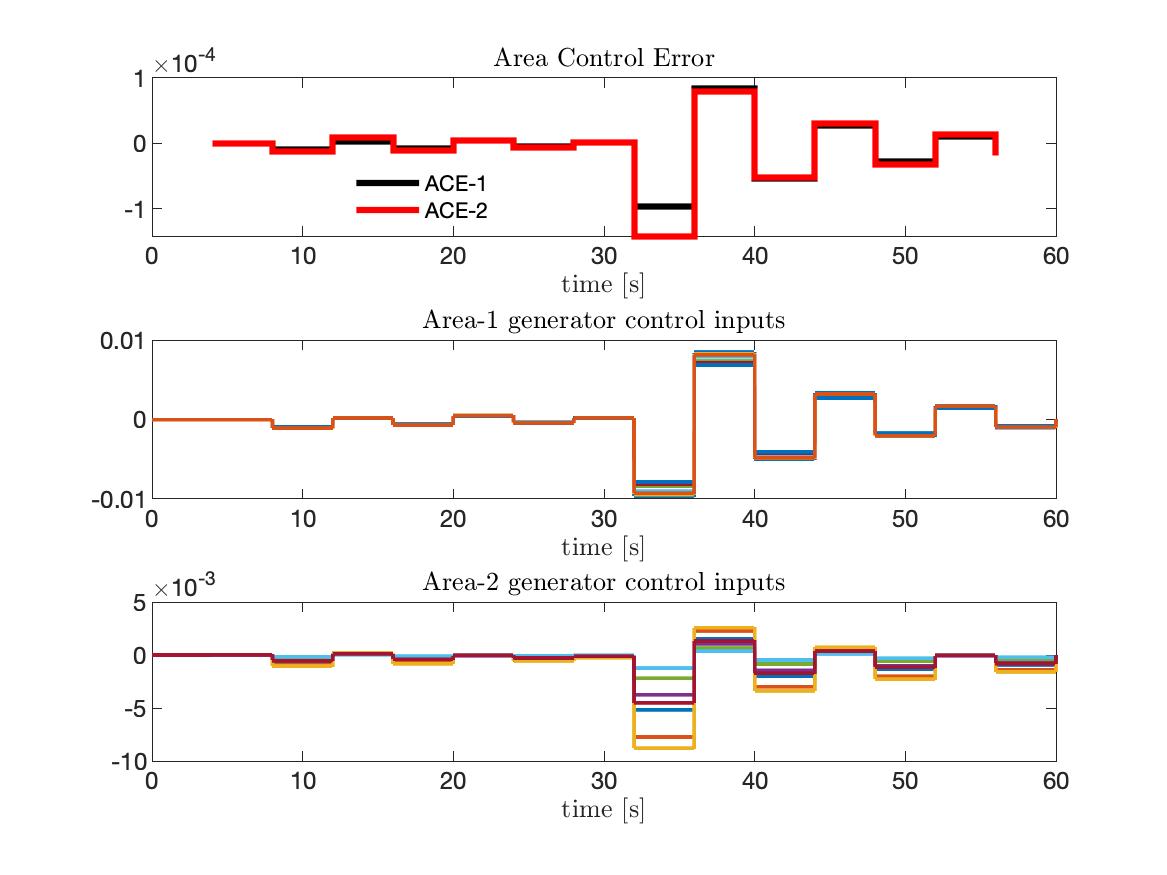 Area Control Error
×10⁻⁴
1
0
-1
ACE-1
ACE-2
0 10 20 30 40 50 60
time [s]
Area-1 generator control inputs
0.01
0
-0.01
0 10 20 30 40 50 60
time [s]
Area-2 generator control inputs
×10⁻³
5
0
-5
-10
0 10 20 30 40 50 60
time [s]